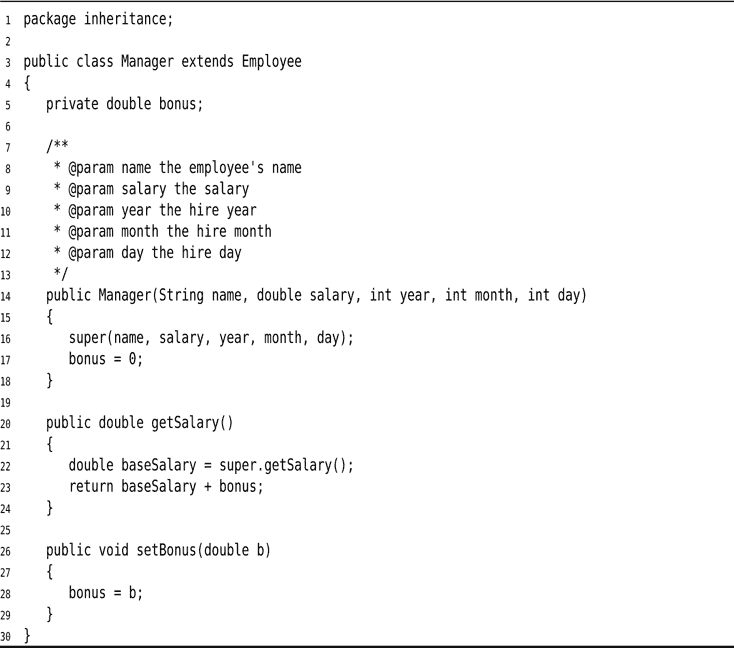 1 package inheritance;
2
3 public class Manager extends Employee
4 {
5    private double bonus;
6
7    /**
8     * @param name the employee's name
9     * @param salary the salary
10     * @param year the hire year
11     * @param month the hire month
12     * @param day the hire day
13     */
14    public Manager(String name, double salary, int year, int month, int day)
15    {
16       super(name, salary, year, month, day);
17       bonus = 0;
18    }
19
20    public double getSalary()
21    {
22       double baseSalary = super.getSalary();
23       return baseSalary + bonus;
24    }
25
26    public void setBonus(double b)
27    {
28       bonus = b;
29    }
30 }